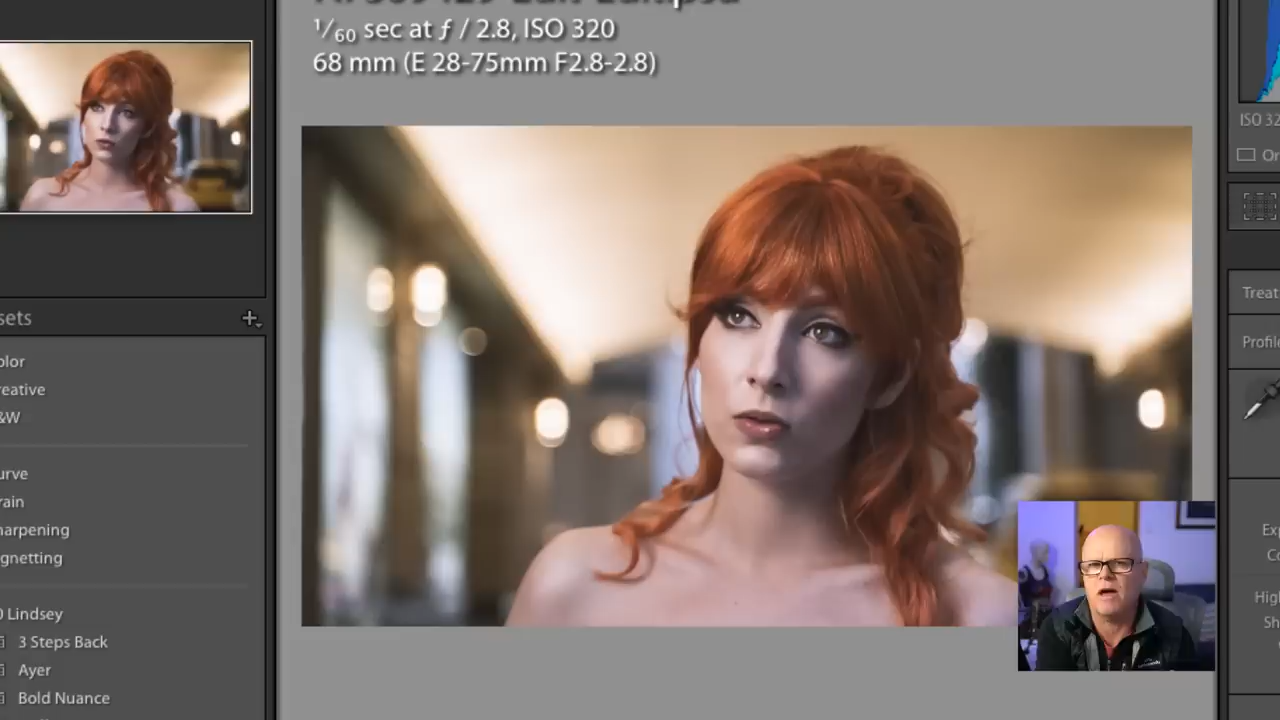 1/60 sec at ƒ / 2.8, ISO 320
68 mm (E 28-75mm F2.8-2.8)
sets
olor
reative
&W
urve
rain
harpening
gnetting
0 Lindsey
3 Steps Back
Ayer
Bold Nuance
ISO 32
Or
Treat
Profile
Exp
Co
High
Sh